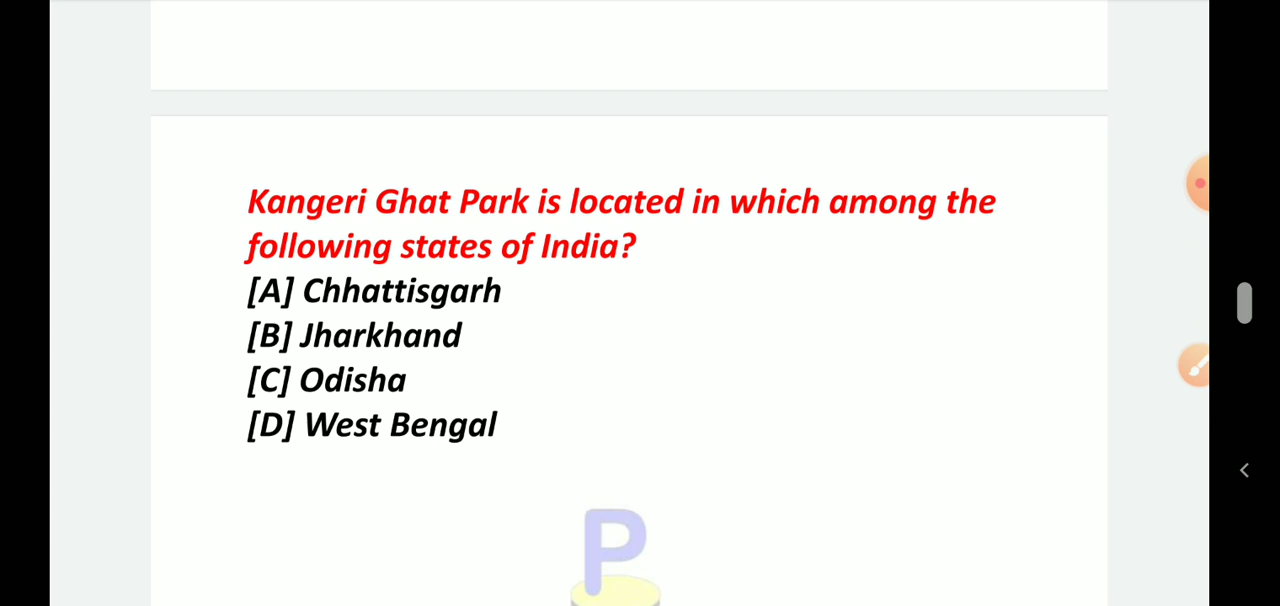 Kangeri Ghat Park is located in which among the
following states of India?
[A] Chhattisgarh
[B] Jharkhand
[C] Odisha
[D] West Bengal
P